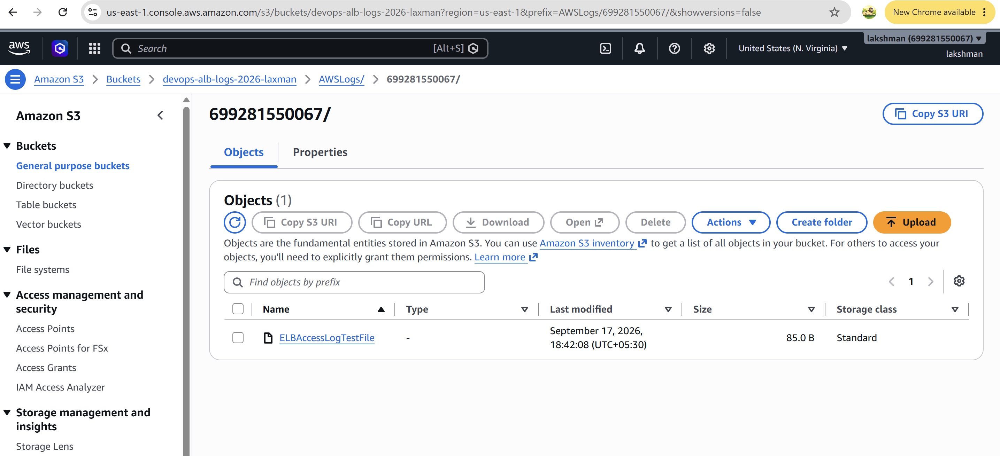 us-east-1.console.aws.amazon.com/s3/buckets/devops-alb-logs-2026-laxman?region=us-east-1&prefix=AWSLogs/699281550067/&showversions=false
New Chrome available
aws
Search
[Alt+S]
United States (N. Virginia)
lakshman (699281550067)
lakshman
Amazon S3
Buckets
devops-alb-logs-2026-laxman
AWSLogs/
699281550067/
Amazon S3
Buckets
General purpose buckets
Directory buckets
Table buckets
Vector buckets
Files
File systems
Access management and
security
Access Points
Access Points for FSx
Access Grants
IAM Access Analyzer
Storage management and
insights
Storage Lens
699281550067/
Copy S3 URI
Objects
Properties
Objects (1)
Copy S3 URI
Copy URL
Download
Open
Delete
Actions
Create folder
Upload
Objects are the fundamental entities stored in Amazon S3. You can use Amazon S3 inventory to get a list of all objects in your bucket. For others to access your
objects, you'll need to explicitly grant them permissions. Learn more
Find objects by prefix
1
Name
Type
Last modified
Size
Storage class
ELBAccessLogTestFile
-
September 17, 2026,
18:42:08 (UTC+05:30)
85.0 B
Standard